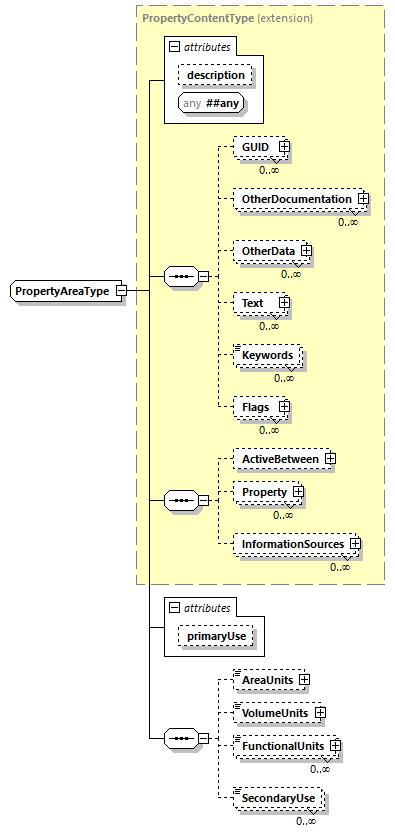 PropertyContentType (extension)
attributes
description
any ##any
GUID
0..∞
OtherDocumentation
0..∞
OtherData
0..∞
PropertyAreaType
Text
0..∞
Keywords
0..∞
Flags
0..∞
ActiveBetween
Property
0..∞
InformationSources
0..∞
attributes
primaryUse
AreaUnits
VolumeUnits
FunctionalUnits
0..∞
SecondaryUse
0..∞